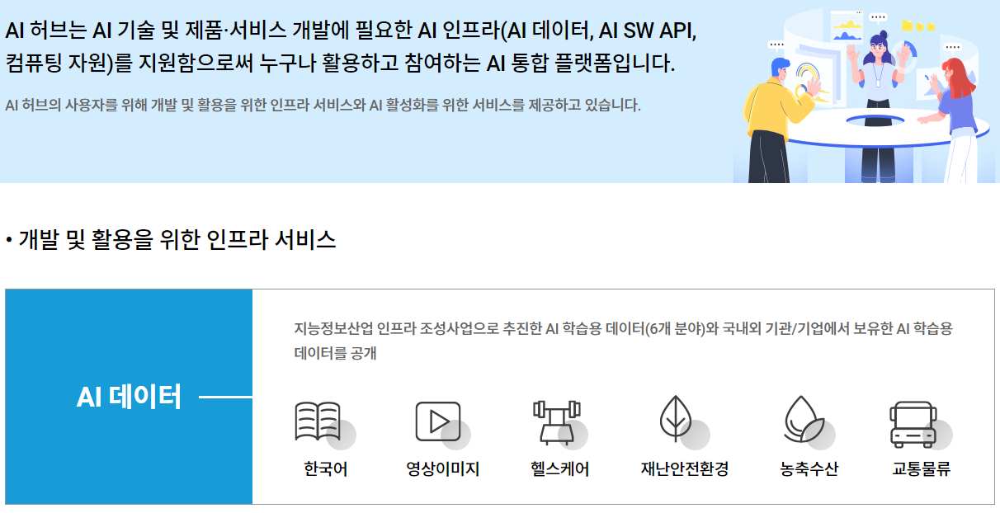 AI 허브는 AI 기술 및 제품·서비스 개발에 필요한 AI 인프라(AI 데이터, AI SW API,
컴퓨팅 자원)를 지원함으로써 누구나 활용하고 참여하는 AI 통합 플랫폼입니다.
AI 허브의 사용자를 위해 개발 및 활용을 위한 인프라 서비스와 AI 활성화를 위한 서비스를 제공하고 있습니다.
• 개발 및 활용을 위한 인프라 서비스
AI 데이터
지능정보산업 인프라 조성사업으로 추진한 AI 학습용 데이터(6개 분야)와 국내외 기관/기업에서 보유한 AI 학습용
데이터를 공개
한국어 영상이미지 헬스케어 재난안전환경 농축수산 교통물류